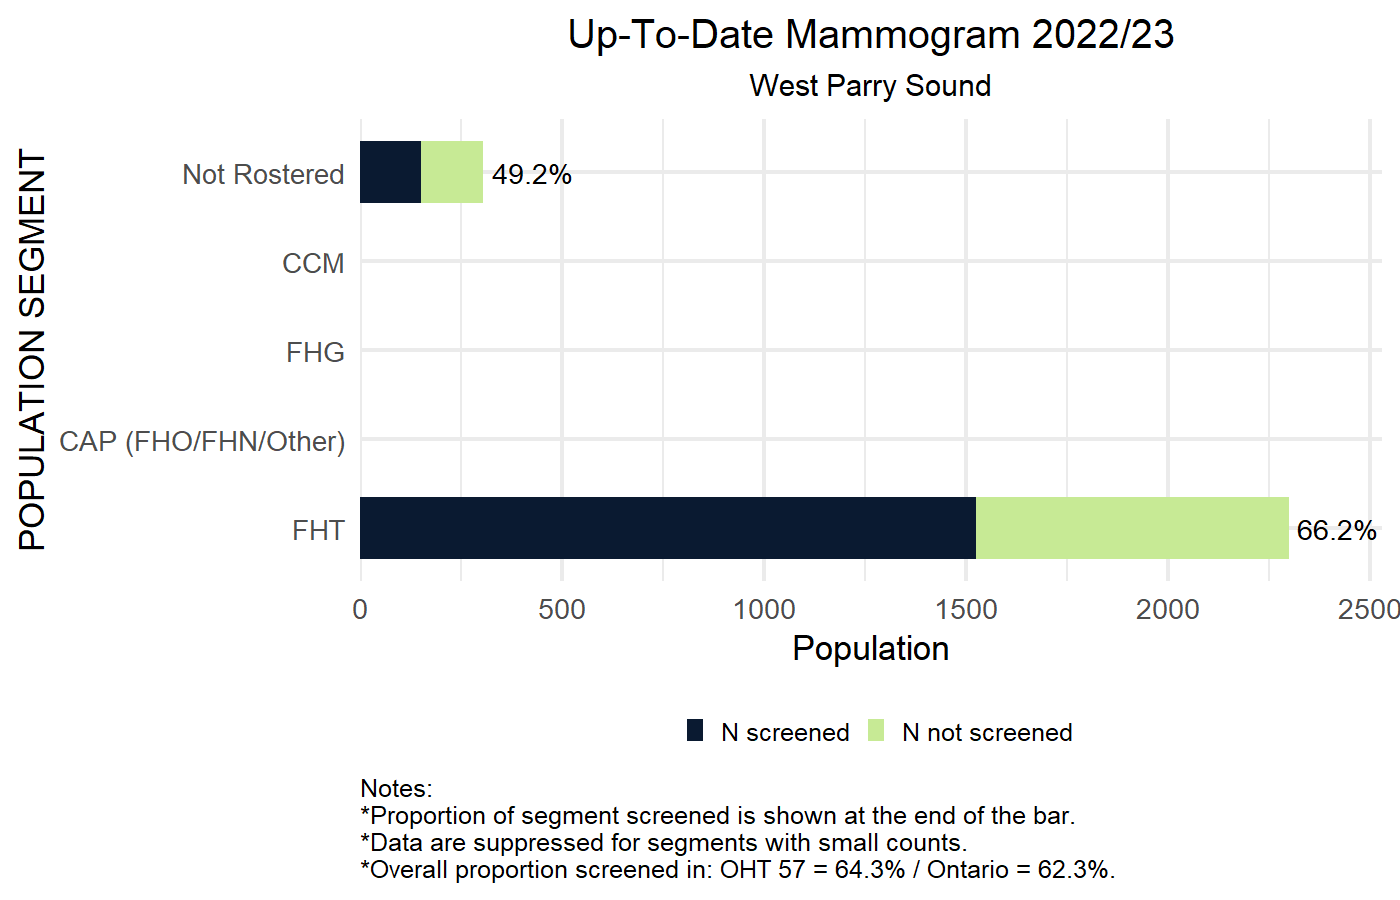 Up-To-Date Mammogram 2022/23
West Parry Sound
POPULATION SEGMENT
Not Rostered
49.2%
CCM
FHG
CAP (FHO/FHN/Other)
FHT
66.2%
0 500 1000 1500 2000 2500
Population
N screened N not screened
Notes:
*Proportion of segment screened is shown at the end of the bar.
*Data are suppressed for segments with small counts.
*Overall proportion screened in: OHT 57 = 64.3% / Ontario = 62.3%.